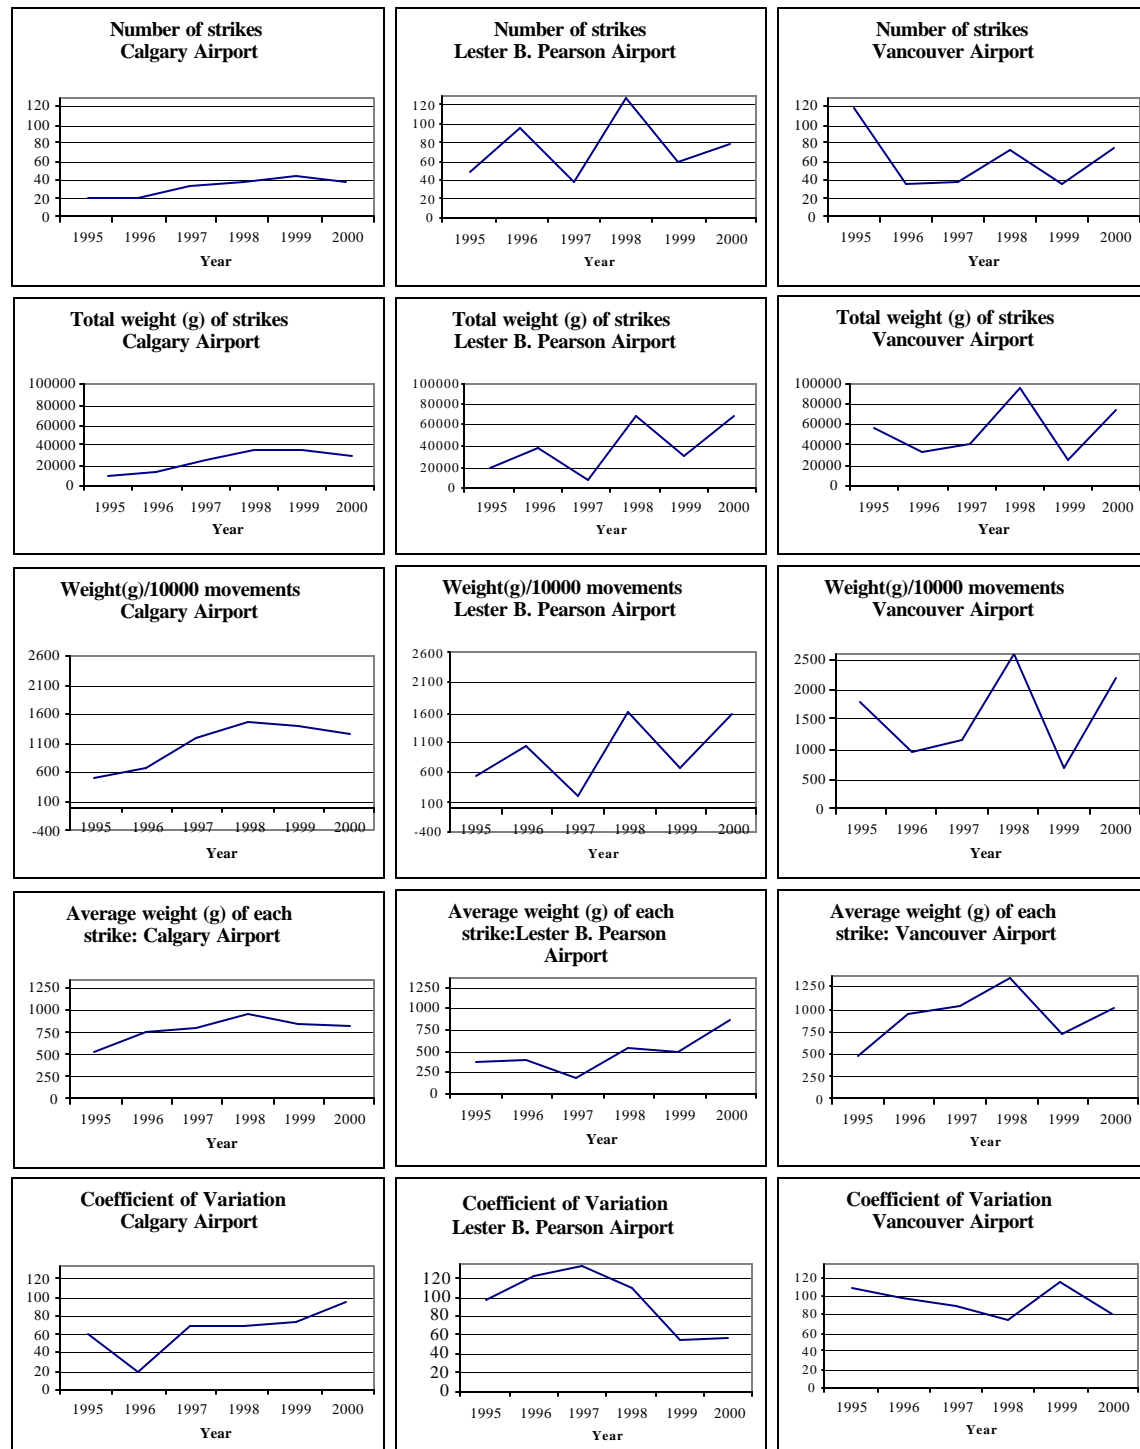 Number of strikes
Calgary Airport
120
100
80
60
40
20
0
1995 1996 1997 1998 1999 2000
Year
Number of strikes
Lester B. Pearson Airport
120
100
80
60
40
20
0
1995 1996 1997 1998 1999 2000
Year
Number of strikes
Vancouver Airport
120
100
80
60
40
20
0
1995 1996 1997 1998 1999 2000
Year
Total weight (g) of strikes
Calgary Airport
100000
80000
60000
40000
20000
0
1995 1996 1997 1998 1999 2000
Year
Total weight (g) of strikes
Lester B. Pearson Airport
100000
80000
60000
40000
20000
0
1995 1996 1997 1998 1999 2000
Year
Total weight (g) of strikes
Vancouver Airport
100000
80000
60000
40000
20000
0
1995 1996 1997 1998 1999 2000
Year
Weight(g)/10000 movements
Calgary Airport
2600
2100
1600
1100
600
100
-400
1995 1996 1997 1998 1999 2000
Year
Weight(g)/10000 movements
Lester B. Pearson Airport
2600
2100
1600
1100
600
100
-400
1995 1996 1997 1998 1999 2000
Year
Weight(g)/10000 movements
Vancouver Airport
2500
2000
1500
1000
500
0
1995 1996 1997 1998 1999 2000
Year
Average weight (g) of each
strike: Calgary Airport
1250
1000
750
500
250
0
1995 1996 1997 1998 1999 2000
Year
Average weight (g) of each
strike:Lester B. Pearson
Airport
1250
1000
750
500
250
0
1995 1996 1997 1998 1999 2000
Year
Average weight (g) of each
strike: Vancouver Airport
1250
1000
750
500
250
0
1995 1996 1997 1998 1999 2000
Year
Coefficient of Variation
Calgary Airport
120
100
80
60
40
20
0
1995 1996 1997 1998 1999 2000
Year
Coefficient of Variation
Lester B. Pearson Airport
120
100
80
60
40
20
0
1995 1996 1997 1998 1999 2000
Year
Coefficient of Variation
Vancouver Airport
120
100
80
60
40
20
0
1995 1996 1997 1998 1999 2000
Year